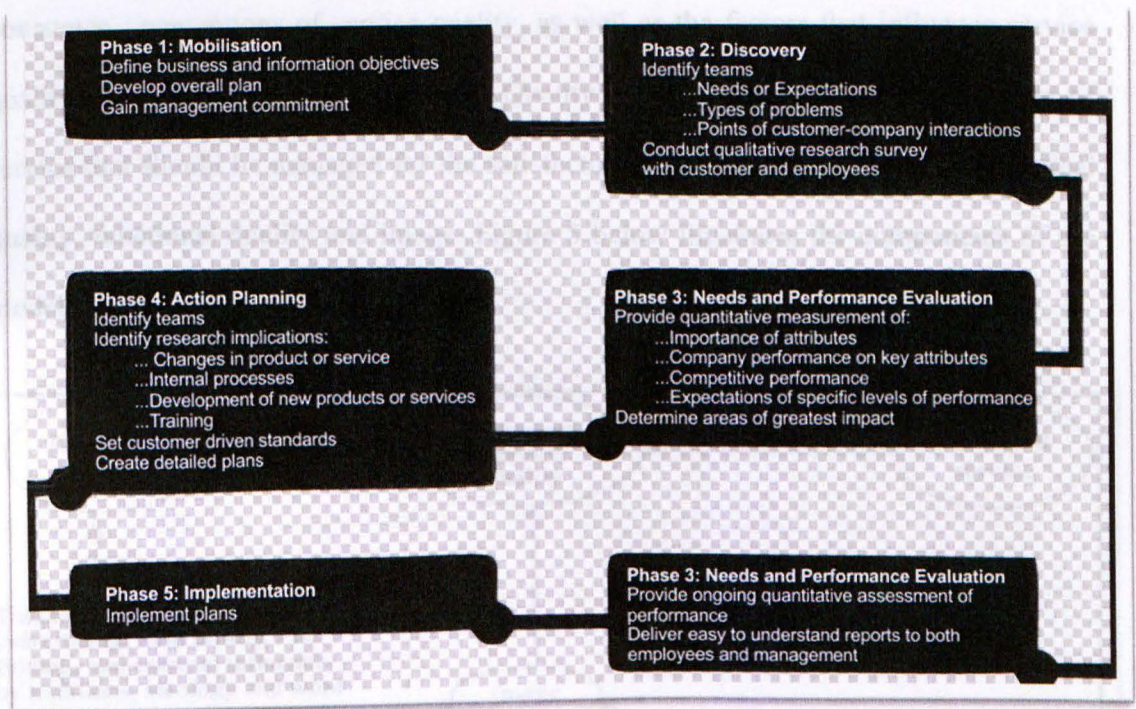 Phase 1: Mobilisation
Define business and information objectives
Develop overall plan
Gain management commitment
Phase 2: Discovery
Identify teams
...Needs or Expectations
...Types of problems
...Points of customer-company interactions
Conduct qualitative research survey
with customer and employees
Phase 4: Action Planning
Identify teams
Identify research implications:
... Changes in product or service
...Internal processes
...Development of new products or services
...Training
Set customer driven standards
Create detailed plans
Phase 3: Needs and Performance Evaluation
Provide quantitative measurement of:
...Importance of attributes
...Company performance on key attributes
...Competitive performance
...Expectations of specific levels of performance
Determine areas of greatest impact
Phase 5: Implementation
Implement plans
Phase 3: Needs and Performance Evaluation
Provide ongoing quantitative assessment of
performance
Deliver easy to understand reports to both
employees and management